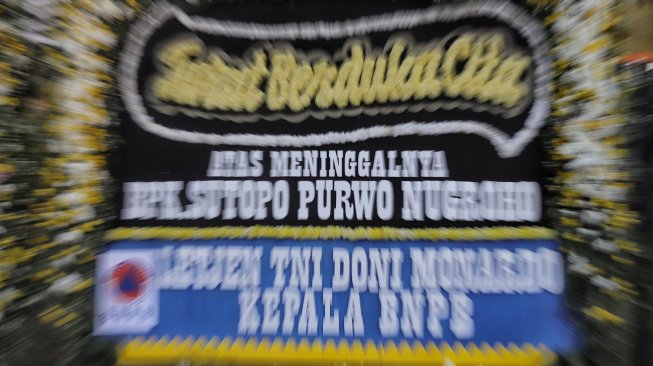 Turut Berduka Cita
ATAS MENINGGALNYA
BPK.SUTOPO PURWO NUGROHO
LETJEN TNI DONI MONARDO
KEPALA BNPB